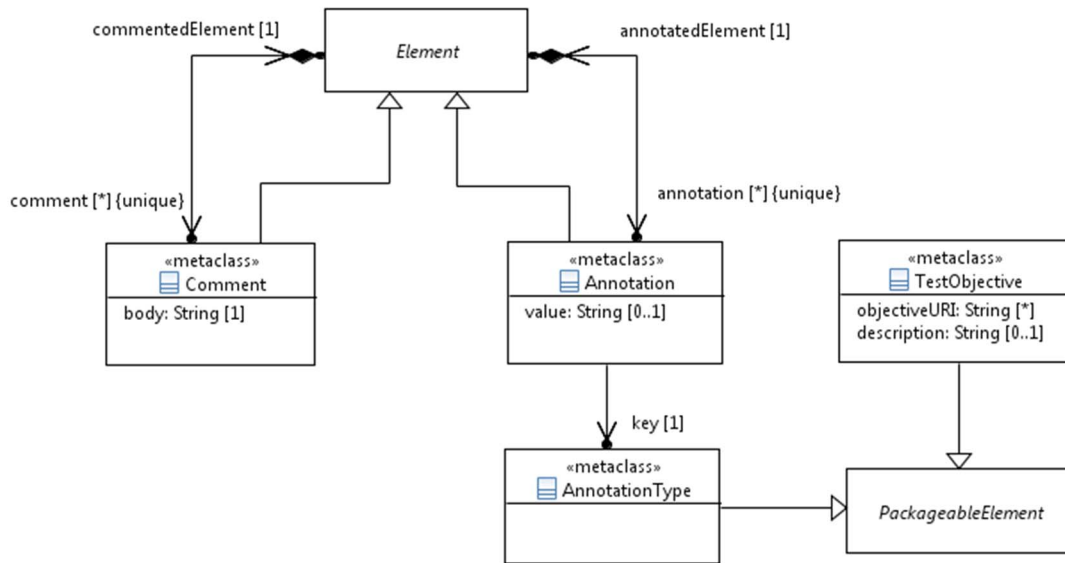 commentedElement [1]
Element
annotatedElement [1]
comment [*] {unique}
annotation [*] {unique}
«metaclass»
Comment
body: String [1]
«metaclass»
Annotation
value: String [0..1]
«metaclass»
TestObjective
objectiveURI: String [*]
description: String [0..1]
key [1]
«metaclass»
AnnotationType
PackageableElement